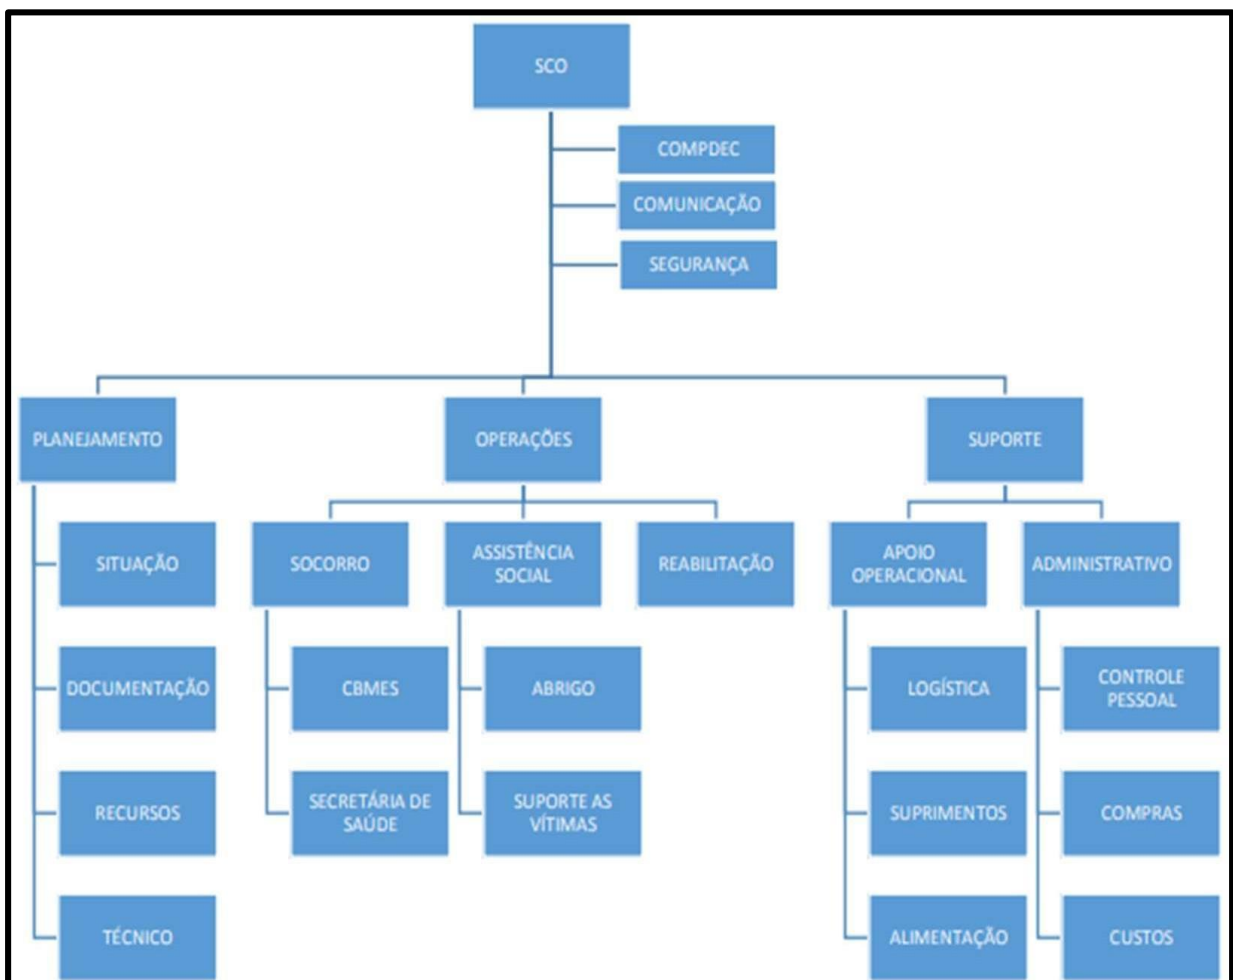 SCO
COMPDEC
COMUNICAÇÃO
SEGURANÇA
PLANEJAMENTO
OPERAÇÕES
SUPORTE
SITUAÇÃO
SOCORRO
ASSISTÊNCIA
SOCIAL
REABILITAÇÃO
APOIO
OPERACIONAL
ADMINISTRATIVO
DOCUMENTAÇÃO
CBMES
ABRIGO
LOGÍSTICA
CONTROLE
PESSOAL
RECURSOS
SECRETÁRIA DE
SAÚDE
SUPORTE AS
VÍTIMAS
SUPRIMENTOS
COMPRAS
TÉCNICO
ALIMENTAÇÃO
CUSTOS